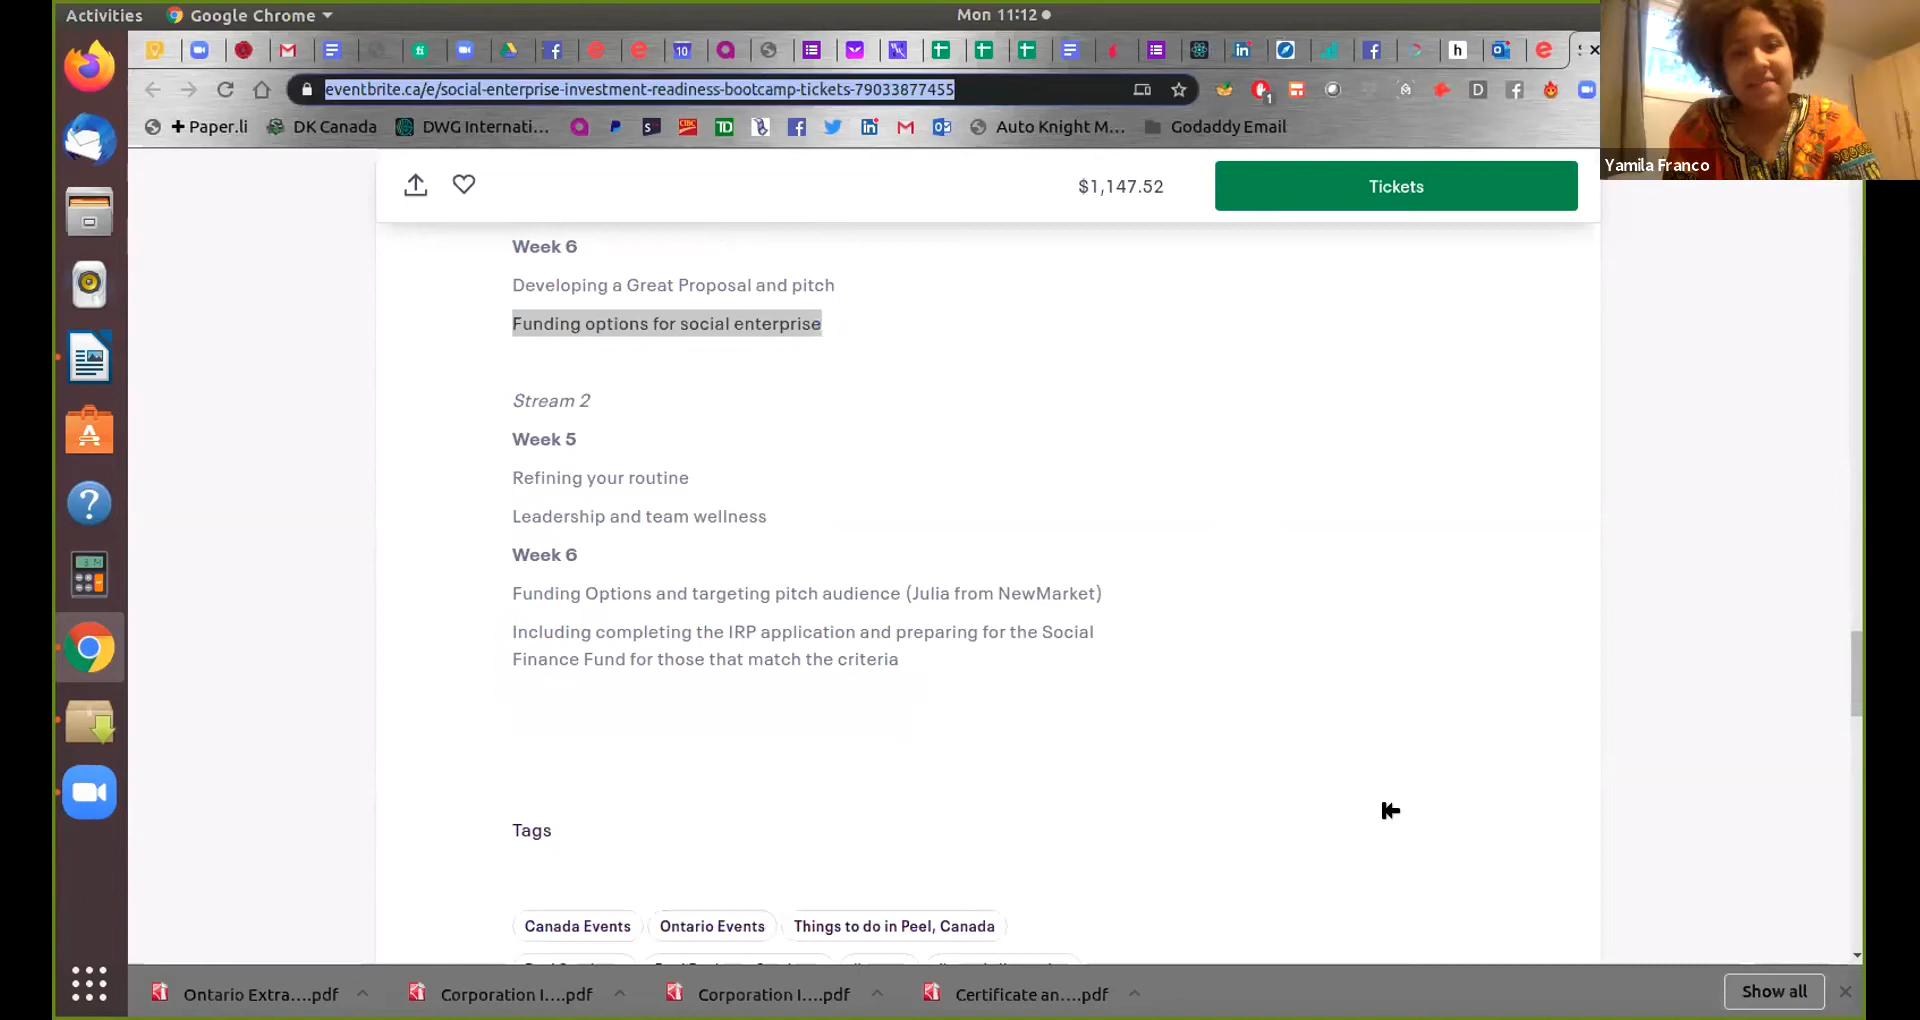 Activities
Google Chrome
Mon 11:12
eventbrite.ca/e/social-enterprise-investment-readiness-bootcamp-tickets-79033877455
+ Paper.li
DK Canada
DWG Internati...
Auto Knight M...
Godaddy Email
Yamila Franco
$1,147.52
Tickets
Week 6
Developing a Great Proposal and pitch
Funding options for social enterprise
Stream 2
Week 5
Refining your routine
Leadership and team wellness
Week 6
Funding Options and targeting pitch audience (Julia from NewMarket)
Including completing the IRP application and preparing for the Social
Finance Fund for those that match the criteria
Tags
Canada Events
Ontario Events
Things to do in Peel, Canada
Ontario Extra....pdf
Corporation I....pdf
Corporation I....pdf
Certificate an....pdf
Show all